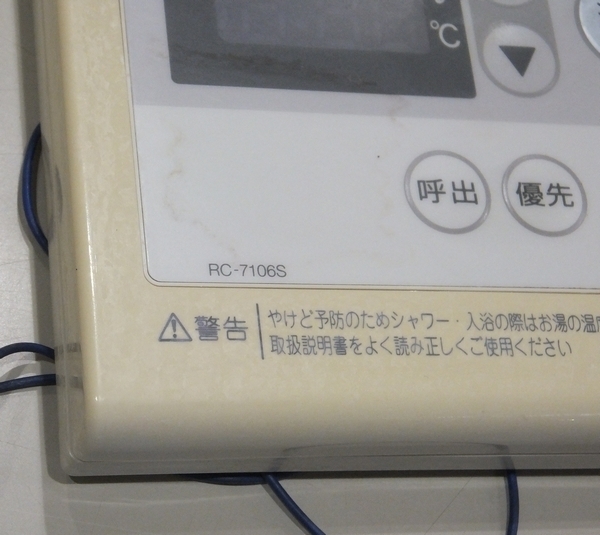 ℃
▼
呼出
優先
RC-7106S
⚠警告
やけど予防のためシャワー・入浴の際はお湯の温
取扱説明書をよく読み正しくご使用ください